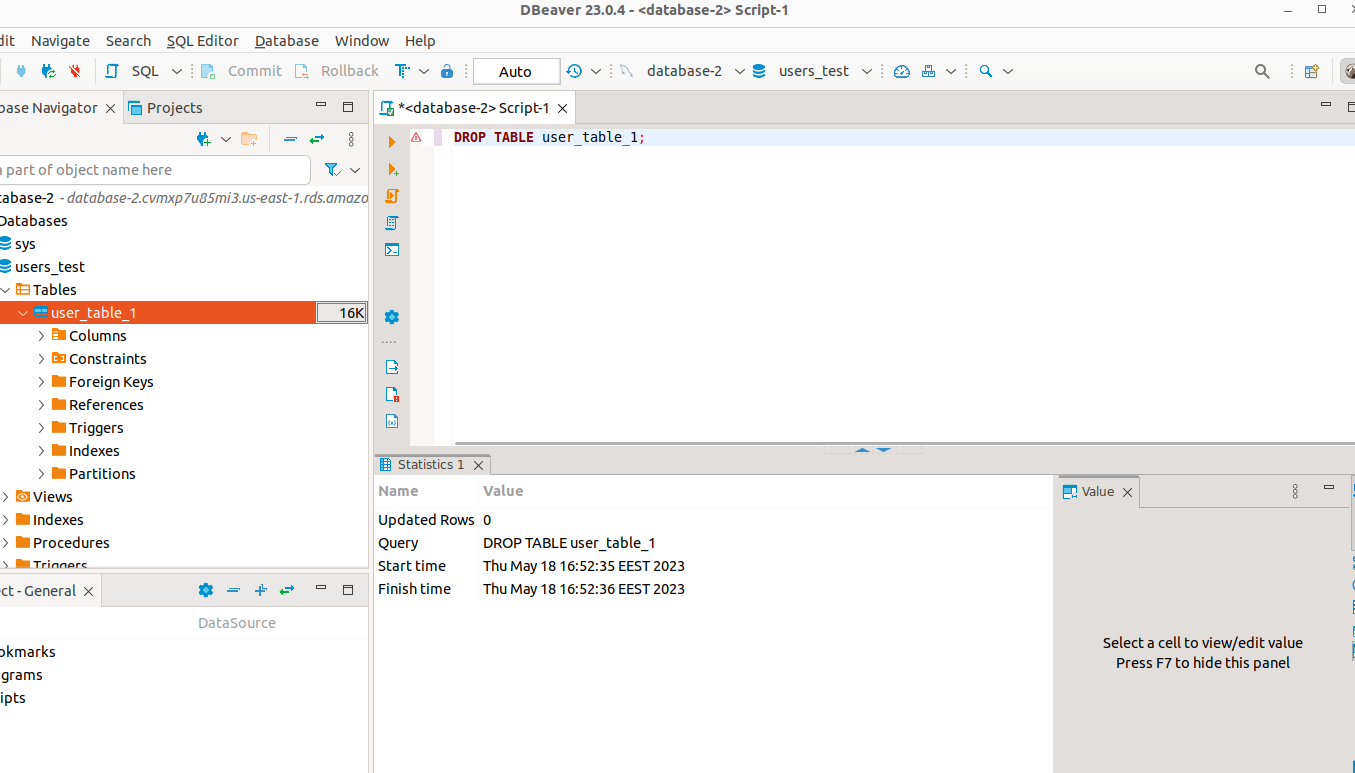 DBeaver 23.0.4 - <database-2> Script-1
dit Navigate Search SQL Editor Database Window Help
SQL Commit Rollback Auto database-2 users_test
base Navigator Projects
*<database-2> Script-1
DROP TABLE user_table_1;
a part of object name here
tabase-2 - database-2.cvmxp7u85mi3.us-east-1.rds.amazo
Databases
sys
users_test
Tables
user_table_1 16K
Columns
Constraints
Foreign Keys
References
Triggers
Indexes
Partitions
Views
Indexes
Procedures
Triggers
ect - General
DataSource
okmarks
grams
ipts
Statistics 1
Name Value
Updated Rows 0
Query DROP TABLE user_table_1
Start time Thu May 18 16:52:35 EEST 2023
Finish time Thu May 18 16:52:36 EEST 2023
Value
Select a cell to view/edit value
Press F7 to hide this panel